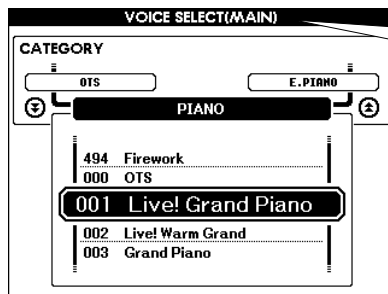 VOICE SELECT(MAIN)
CATEGORY
OTS
E.PIANO
PIANO
494 Firework
000 OTS
001 Live! Grand Piano
002 Live! Warm Grand
003 Grand Piano